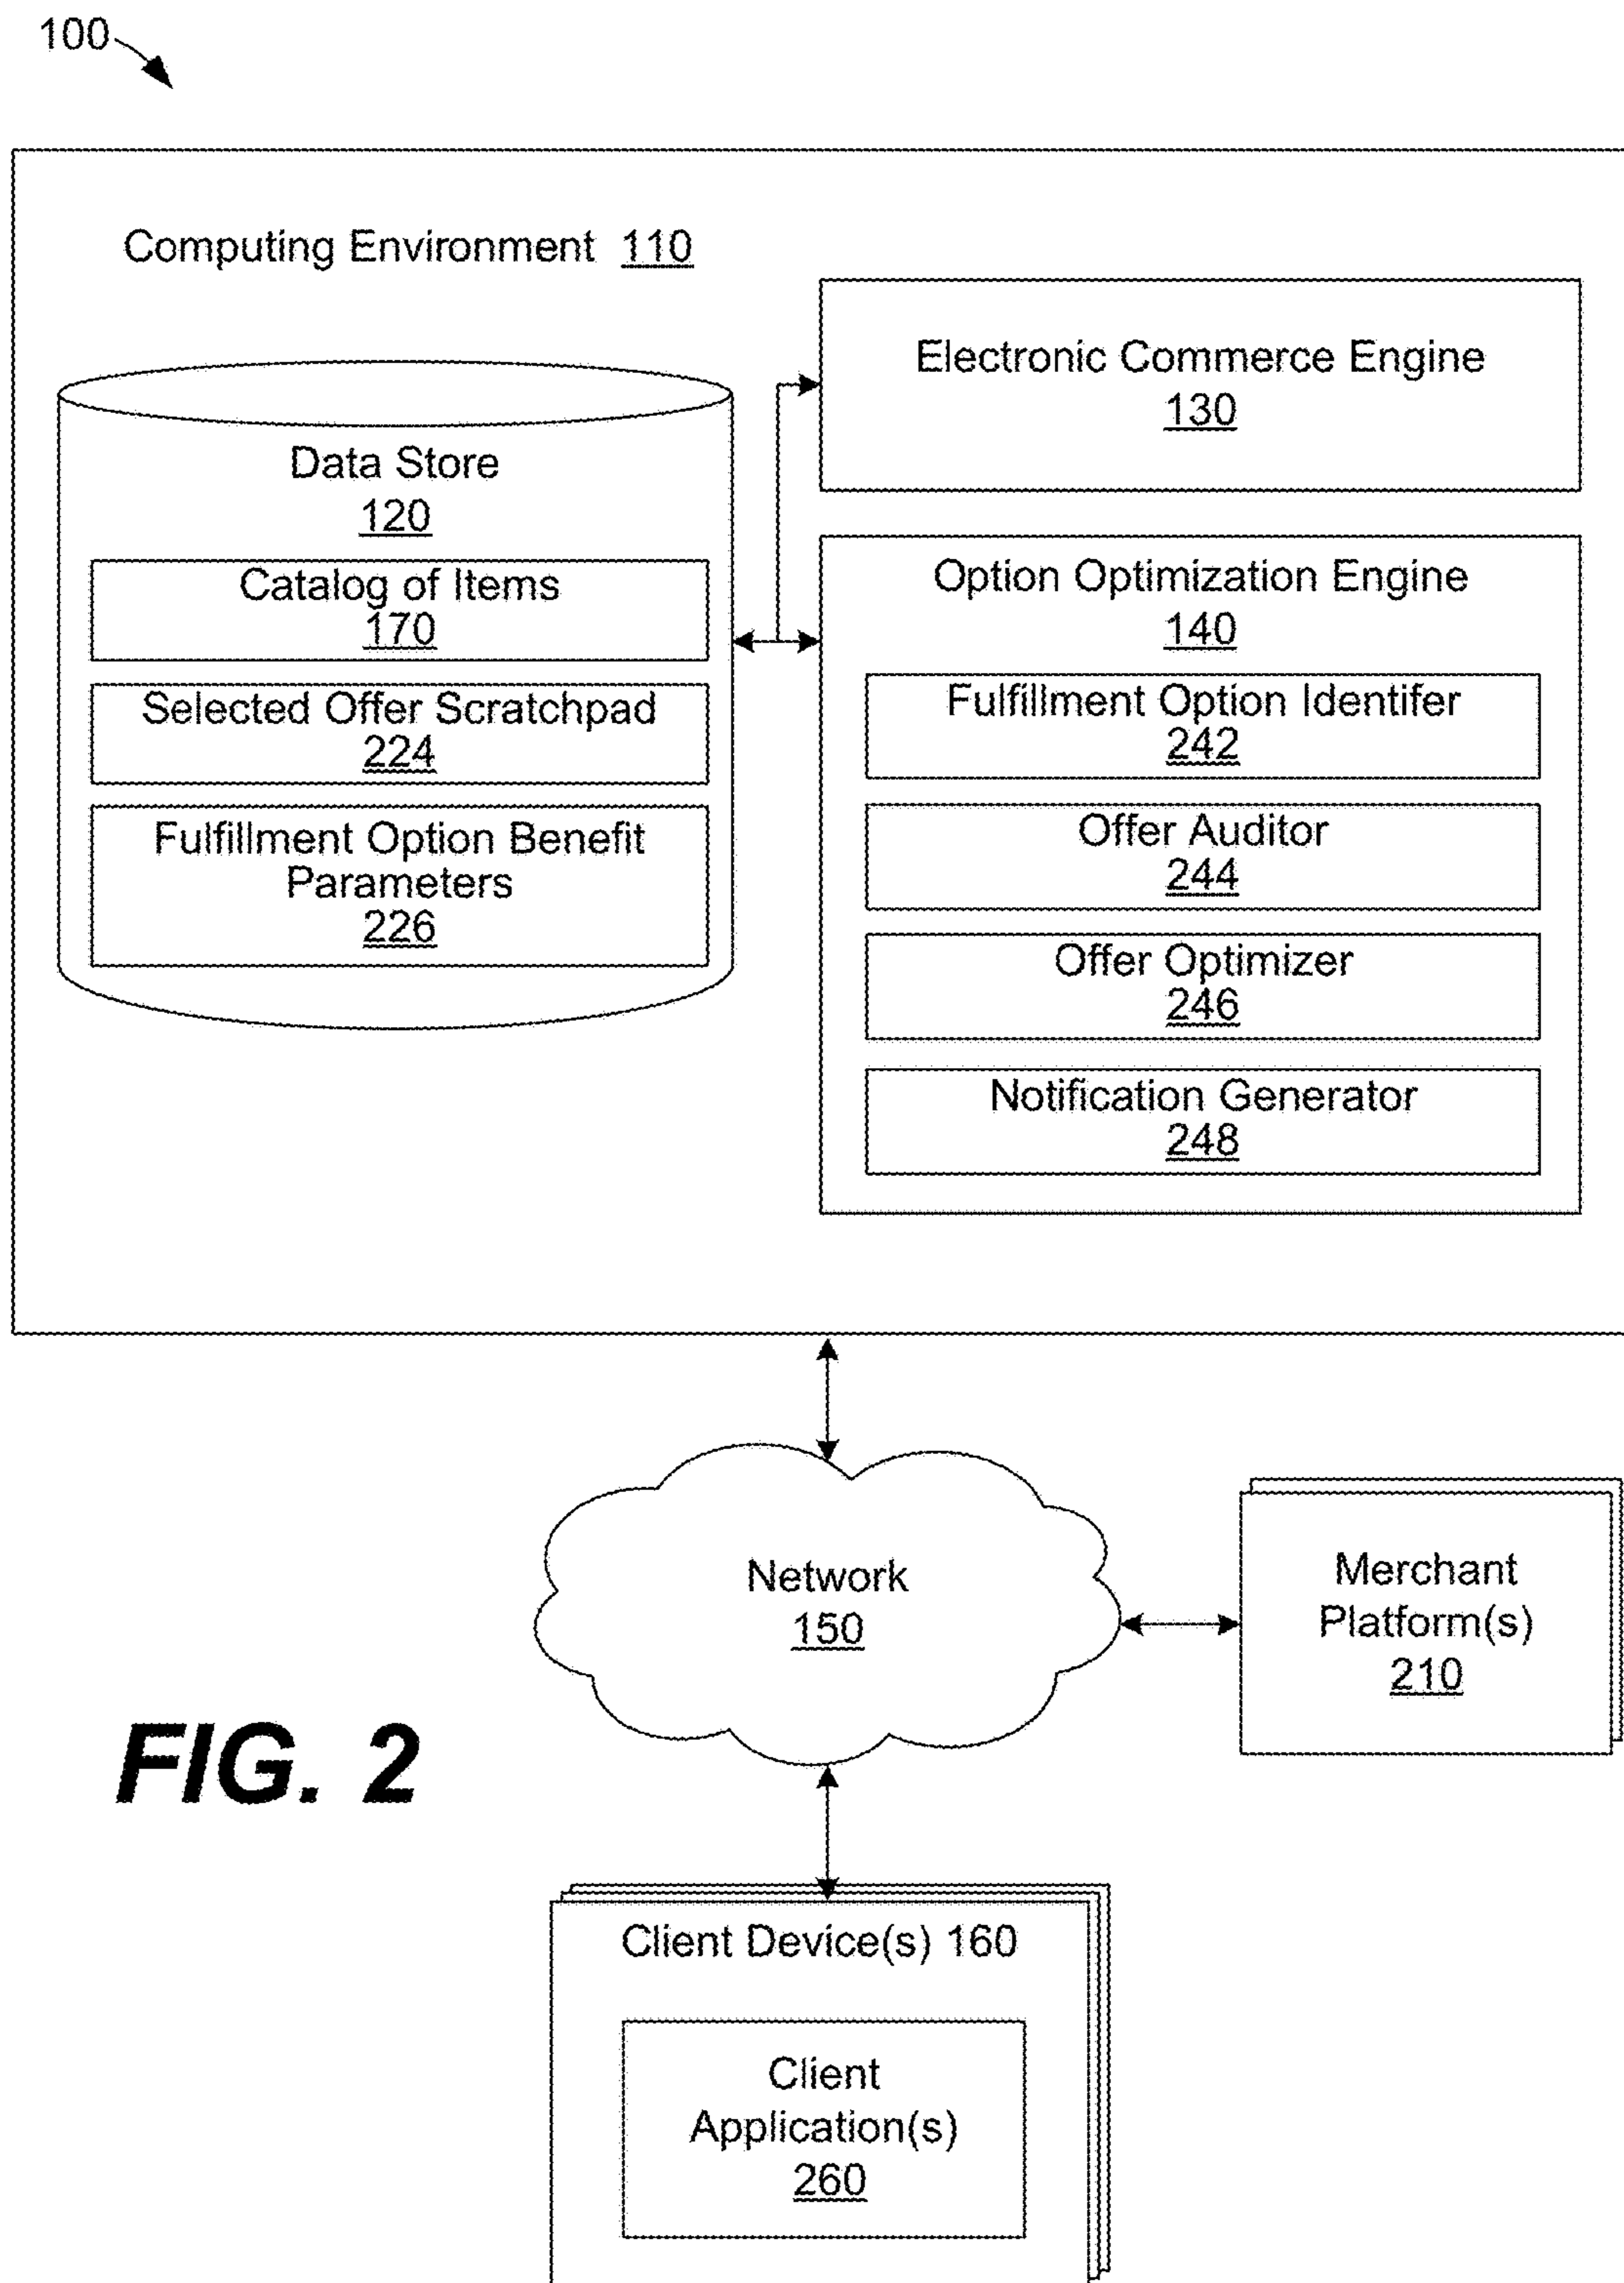 100
Computing Environment 110
Electronic Commerce Engine
130
Data Store
120
Catalog of Items
170
Selected Offer Scratchpad
224
Fulfillment Option Benefit
Parameters
226
Option Optimization Engine
140
Fulfillment Option Identifer
242
Offer Auditor
244
Offer Optimizer
246
Notification Generator
248
Network
150
Merchant
Platform(s)
210
FIG. 2
Client Device(s) 160
Client
Application(s)
260